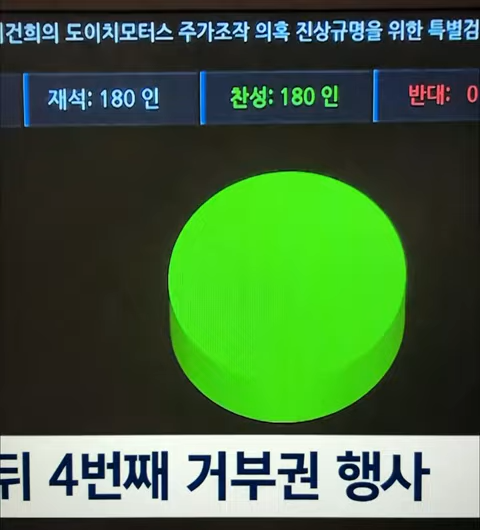 건희의 도이치모터스 주가조작 의혹 진상규명을 위한 특별검
재석: 180 인
찬성: 180 인
반대: 0
뒤 4번째 거부권 행사